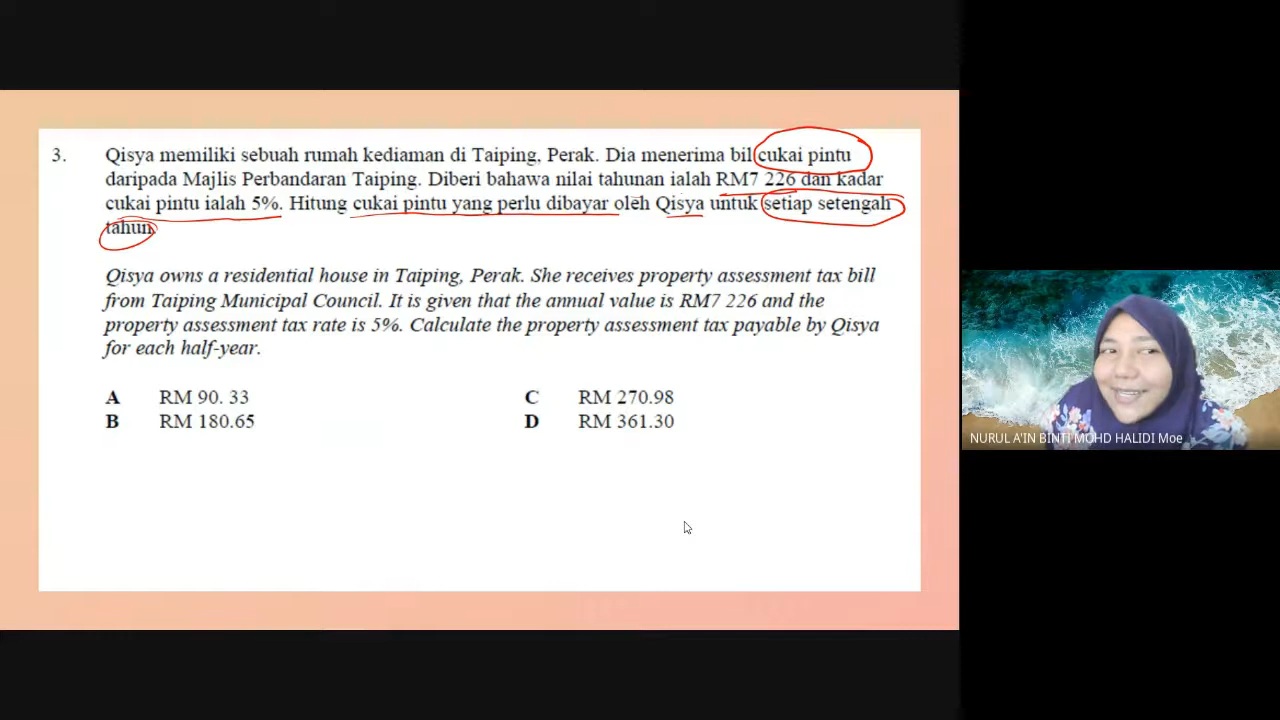 3. Qisya memiliki sebuah rumah kediaman di Taiping, Perak. Dia menerima bil cukai pintu
daripada Majlis Perbandaran Taiping. Diberi bahawa nilai tahunan ialah RM7 226 dan kadar
cukai pintu ialah 5%. Hitung cukai pintu yang perlu dibayar oleh Qisya untuk setiap setengah
tahun.
Qisya owns a residential house in Taiping, Perak. She receives property assessment tax bill
from Taiping Municipal Council. It is given that the annual value is RM7 226 and the
property assessment tax rate is 5%. Calculate the property assessment tax payable by Qisya
for each half-year.
A RM 90. 33 C RM 270.98
B RM 180.65 D RM 361.30
NURUL A'IN BINTI MOHD HALIDI Moe